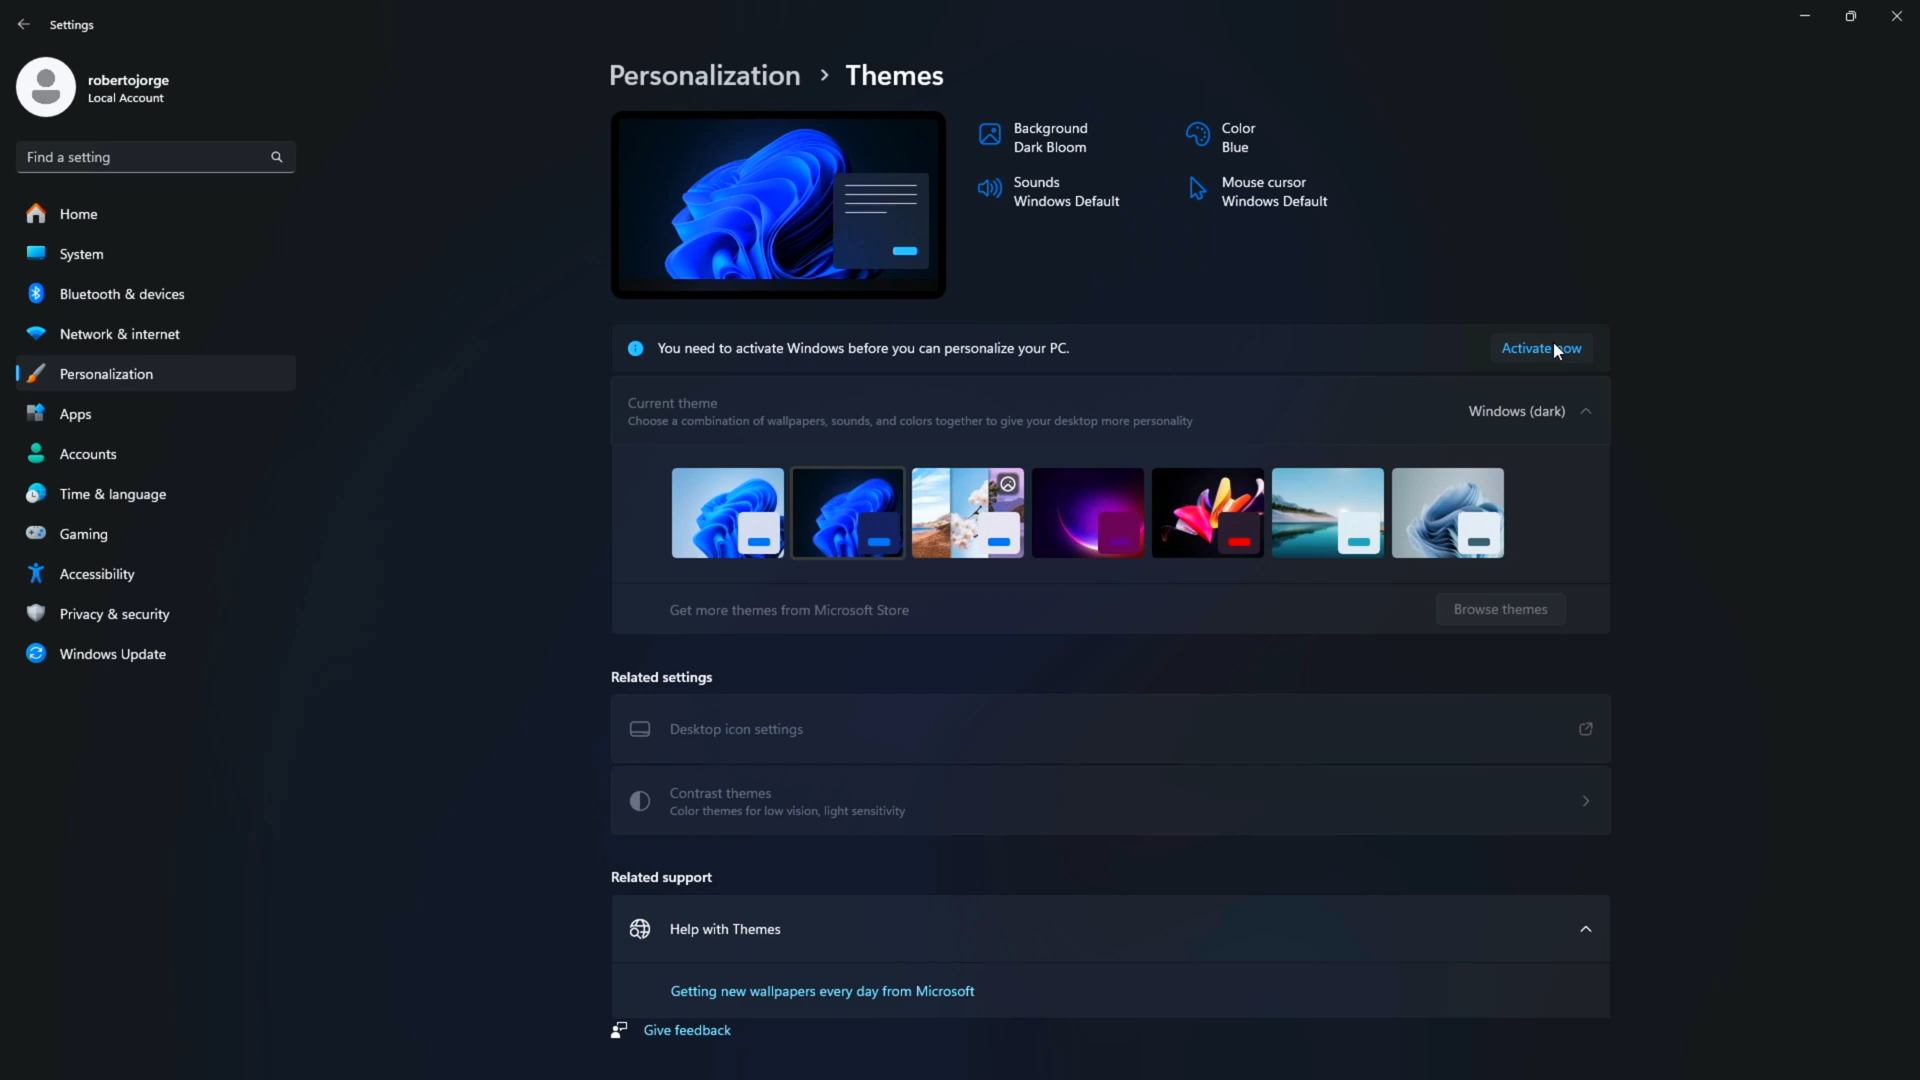 Settings
robertojorge
Local Account
Find a setting
Home
System
Bluetooth & devices
Network & internet
Personalization
Apps
Accounts
Time & language
Gaming
Accessibility
Privacy & security
Windows Update
Personalization > Themes
Background
Dark Bloom
Color
Blue
Sounds
Windows Default
Mouse cursor
Windows Default
You need to activate Windows before you can personalize your PC.
Activate now
Current theme
Choose a combination of wallpapers, sounds, and colors together to give your desktop more personality
Windows (dark)
Get more themes from Microsoft Store
Browse themes
Related settings
Desktop icon settings
Contrast themes
Color themes for low vision, light sensitivity
Related support
Help with Themes
Getting new wallpapers every day from Microsoft
Give feedback